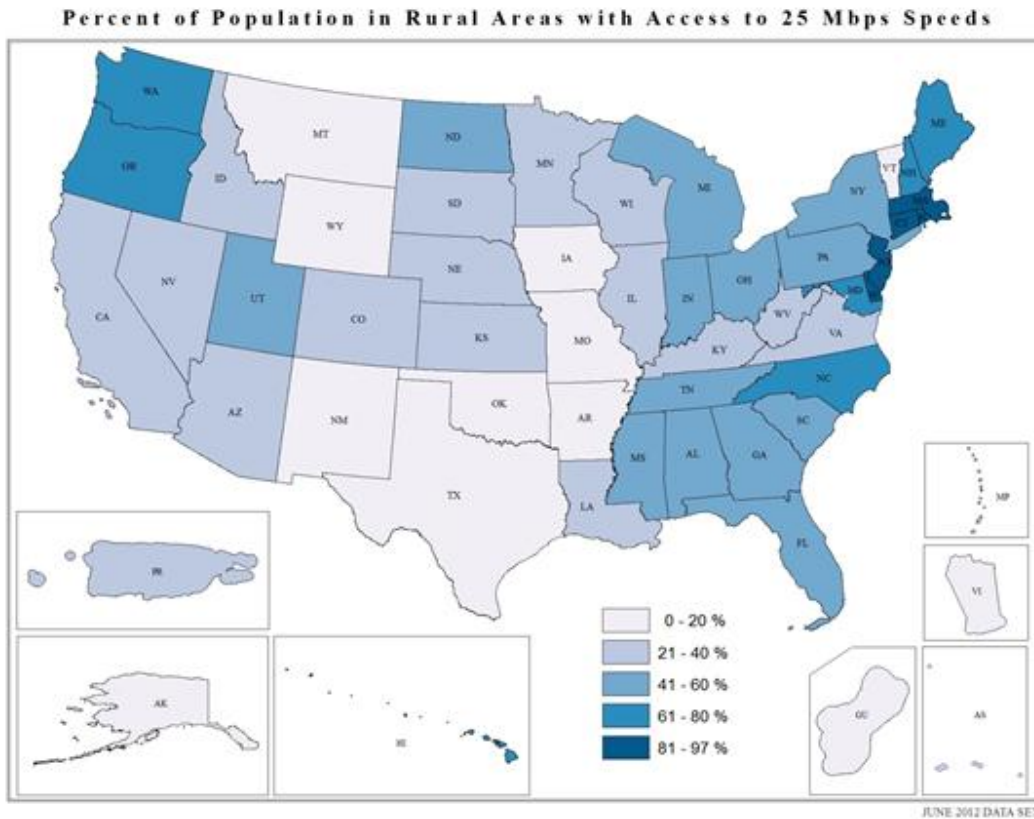 Percent of Population in Rural Areas with Access to 25 Mbps Speeds
WA
MT
ND
ME
OR
MN
VT
NH
ID
SD
WI
MI
NY
WY
CT
IA
NE
PA
NV
IL
IN
OH
MD
UT
WV
CA
CO
KS
MO
KY
VA
TN
NC
AZ
NM
OK
AR
SC
MS
AL
GA
TX
LA
MP
FL
PR
VI
0 - 20 %
21 - 40 %
41 - 60 %
61 - 80 %
81 - 97 %
AK
HI
GU
AS
JUNE 2012 DATA SET